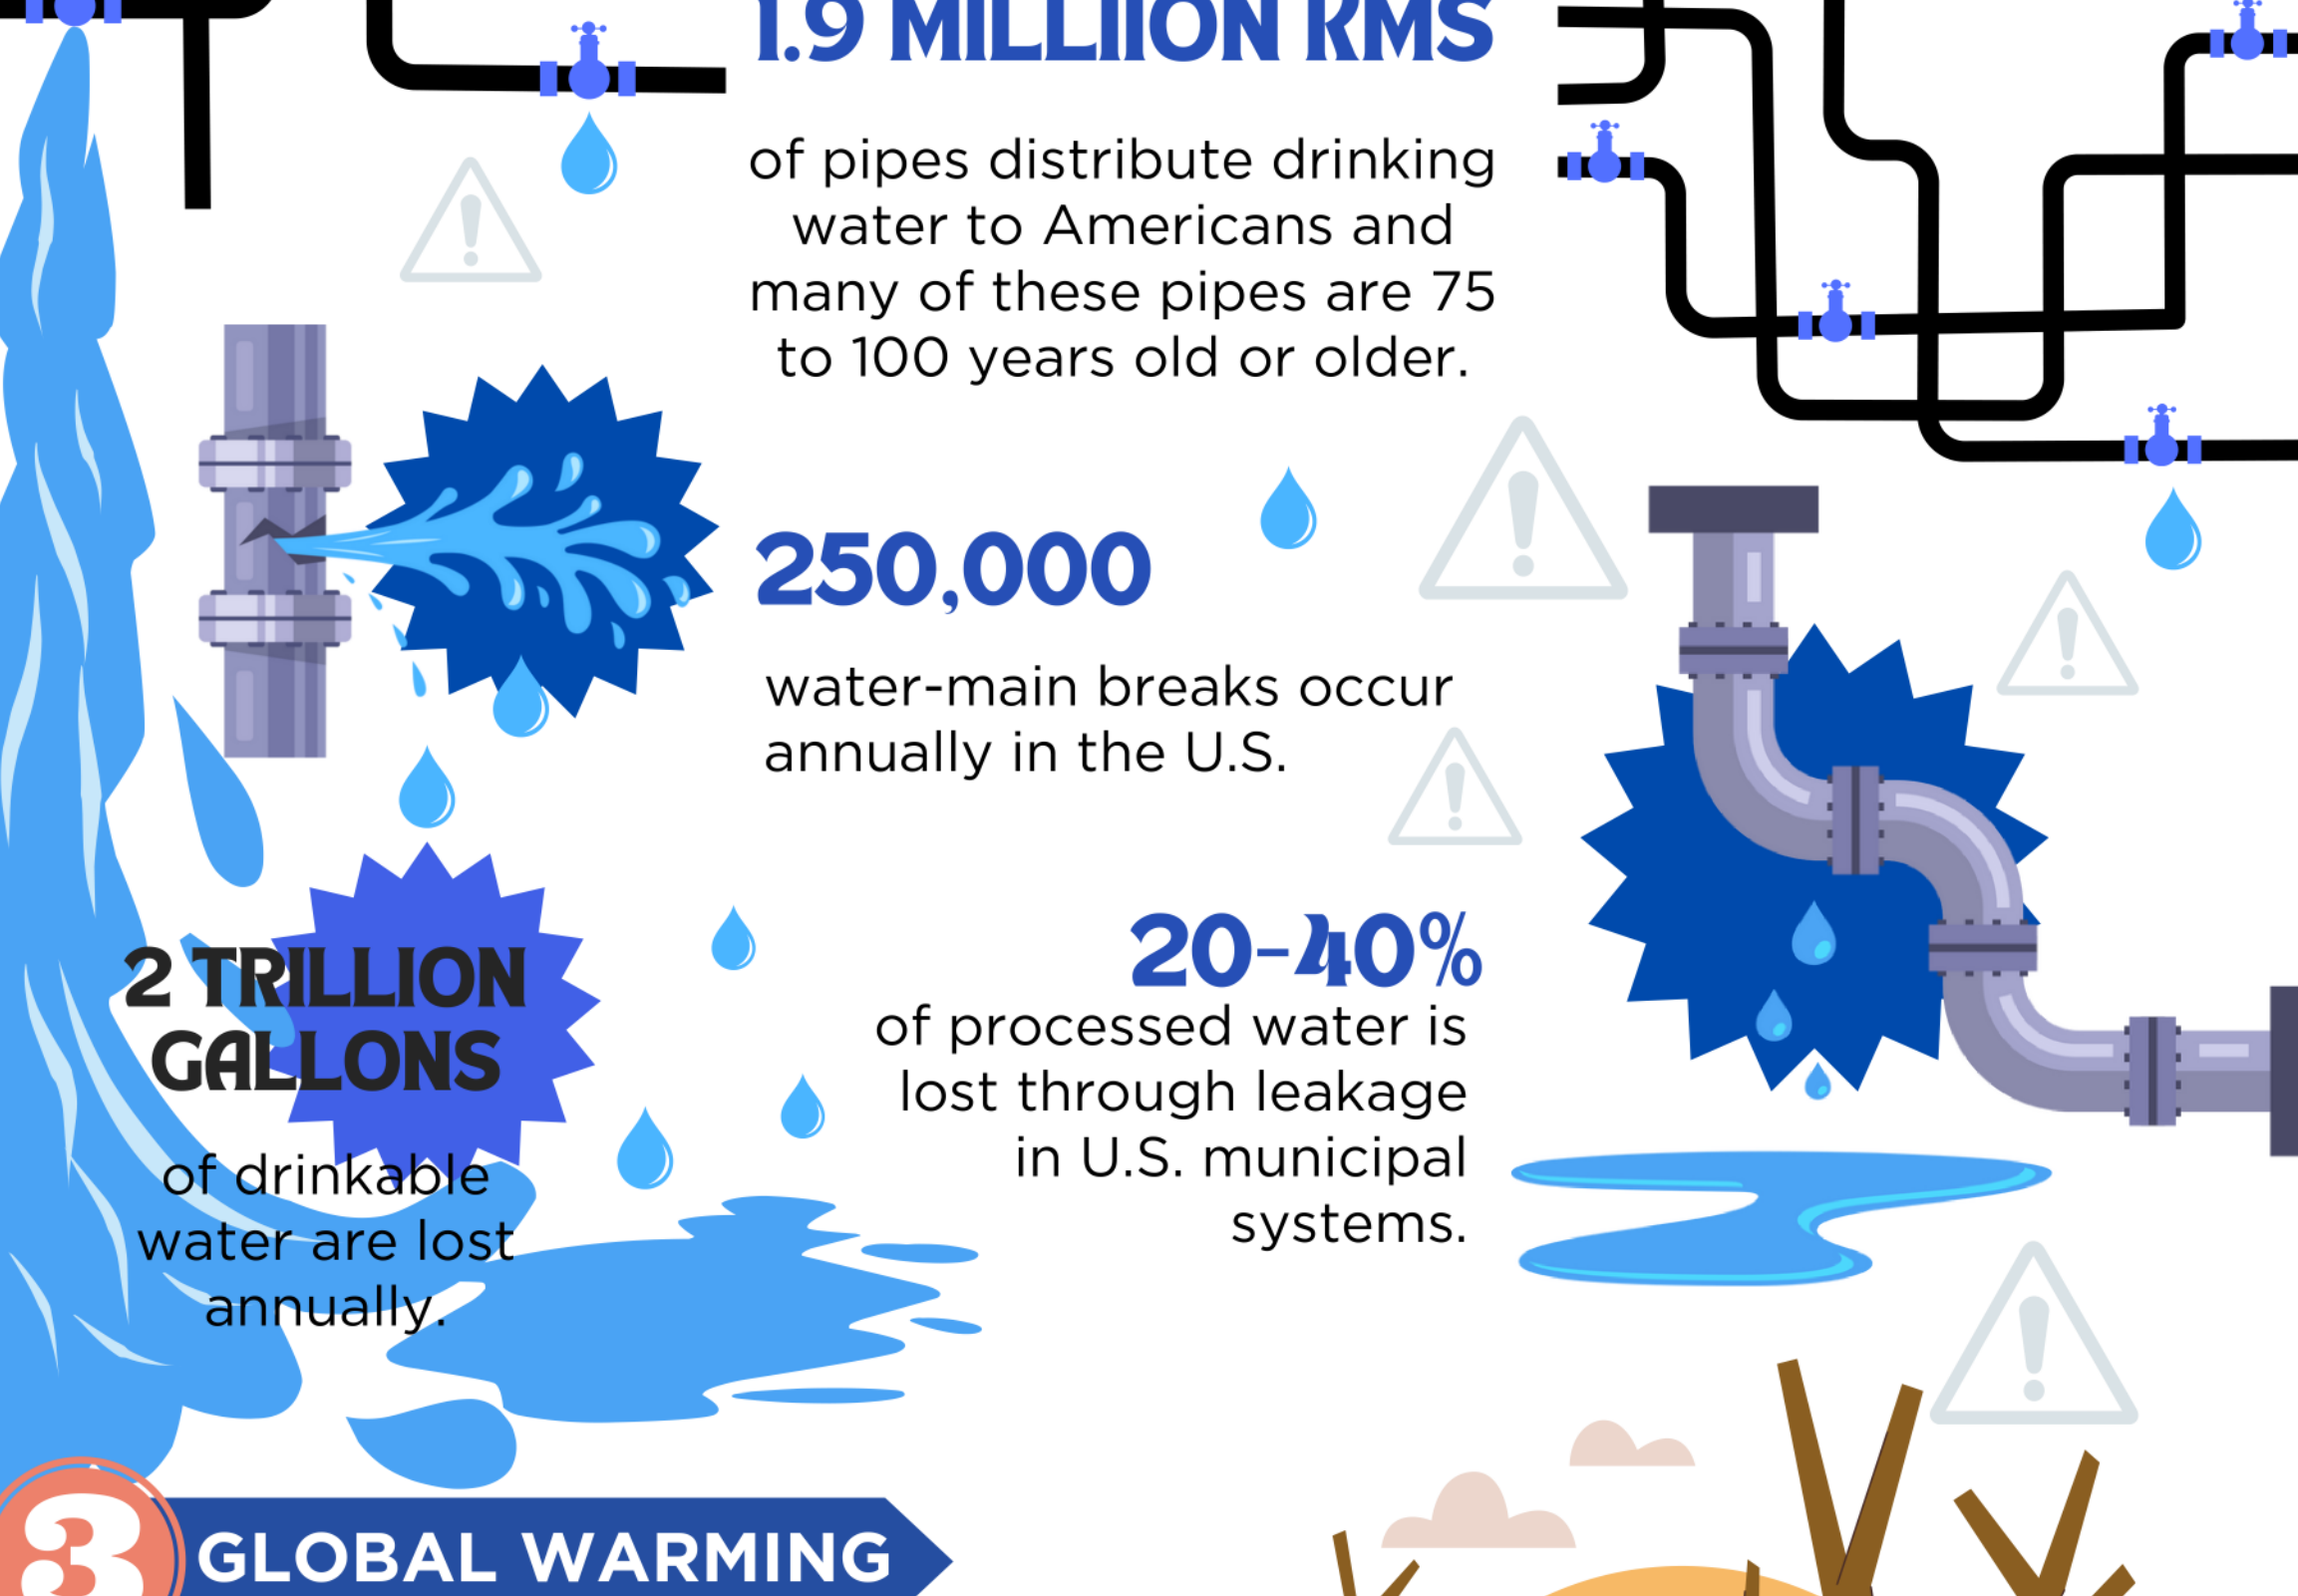 1.9 MILLIION RMS
of pipes distribute drinking
water to Americans and
many of these pipes are 75
to 100 years old or older.
250,000
water-main breaks occur
annually in the U.S.
2 TRILLION
GALLONS
of drinkable
water are lost
annually.
20-40%
of processed water is
lost through leakage
in U.S. municipal
systems.
3
GLOBAL WARMING